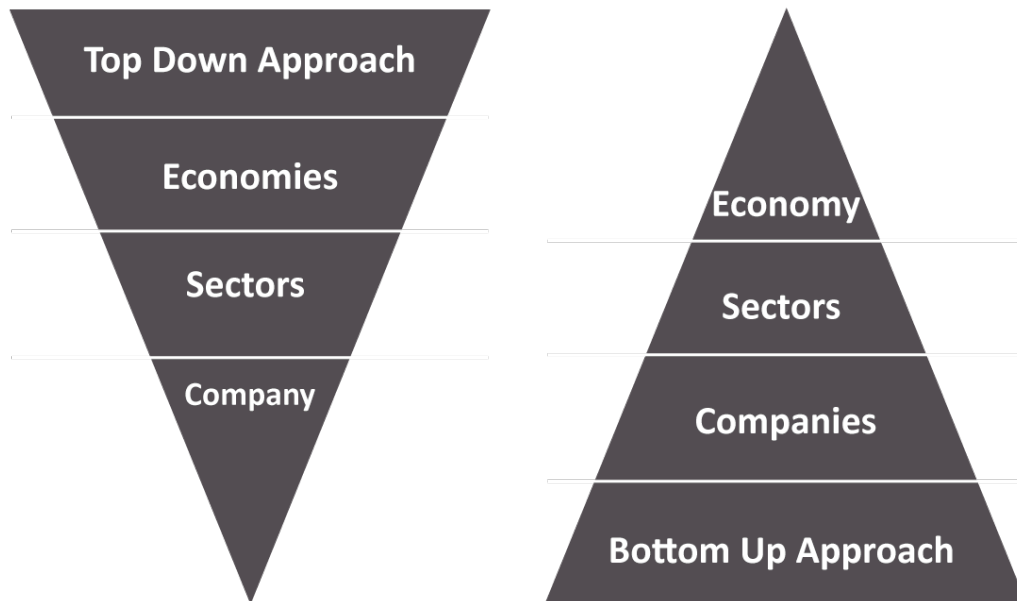 Top Down Approach
Economies
Sectors
Company
Economy
Sectors
Companies
Bottom Up Approach